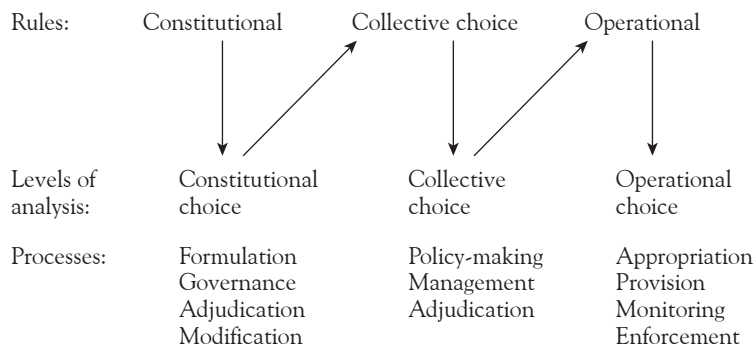 Rules: Constitutional Collective choice Operational
Levels of analysis: Constitutional choice Collective choice Operational choice
Processes: Formulation Policy-making Appropriation
Governance Management Provision
Adjudication Adjudication Monitoring
Modification Enforcement